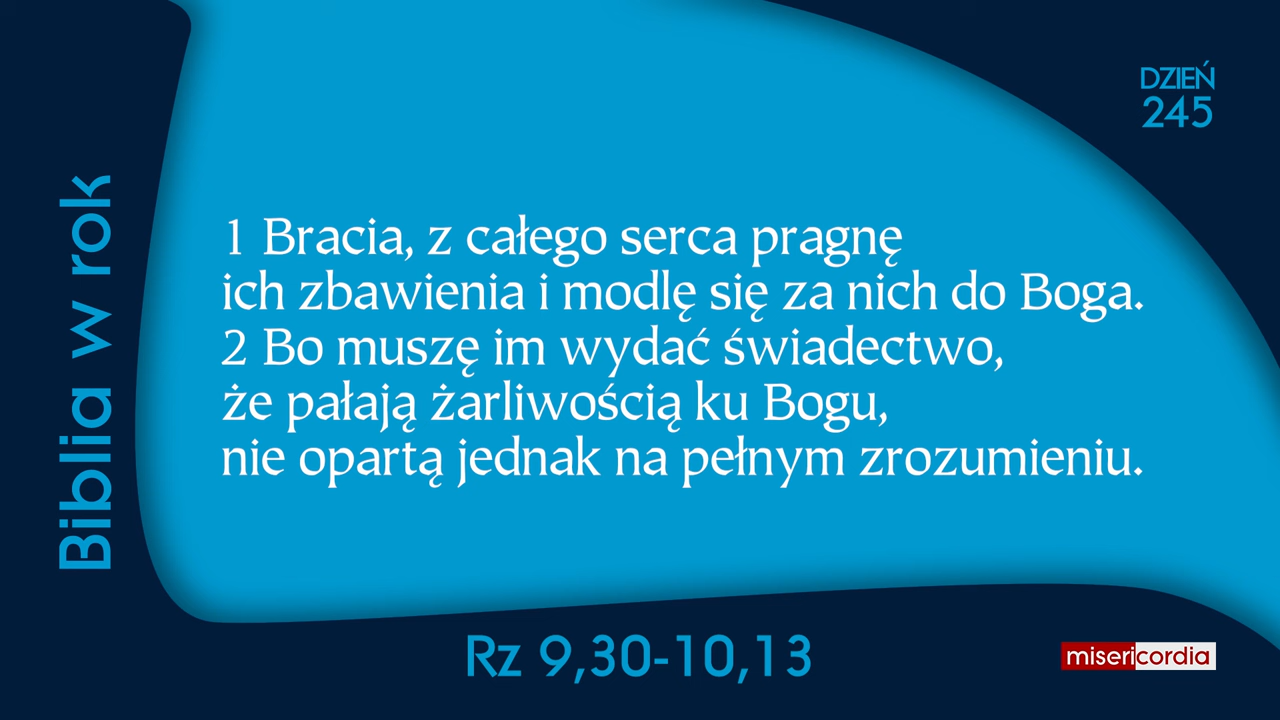 DZIEŃ
245
Biblia w rok
1 Bracia, z całego serca pragnę
ich zbawienia i modlę się za nich do Boga.
2 Bo muszę im wydać świadectwo,
że pałają żarliwością ku Bogu,
nie opartą jednak na pełnym zrozumieniu.
Rz 9,30-10,13
misericordia